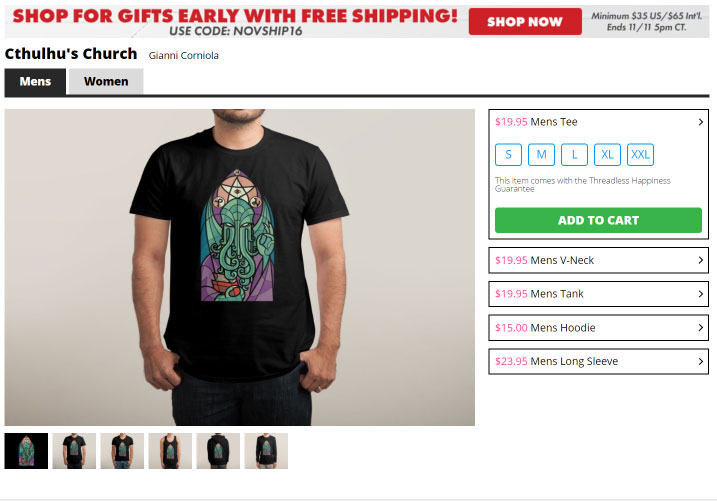 SHOP FOR GIFTS EARLY WITH FREE SHIPPING!
USE CODE: NOVSHIP16
SHOP NOW
Minimum $35 US/$65 Int'l.
Ends 11/11 5pm CT.
Cthulhu's Church Gianni Corniola
Mens Women
$19.95 Mens Tee
S M L XL XXL
This item comes with the Threadless Happiness
Guarantee
ADD TO CART
$19.95 Mens V-Neck
$19.95 Mens Tank
$15.00 Mens Hoodie
$23.95 Mens Long Sleeve